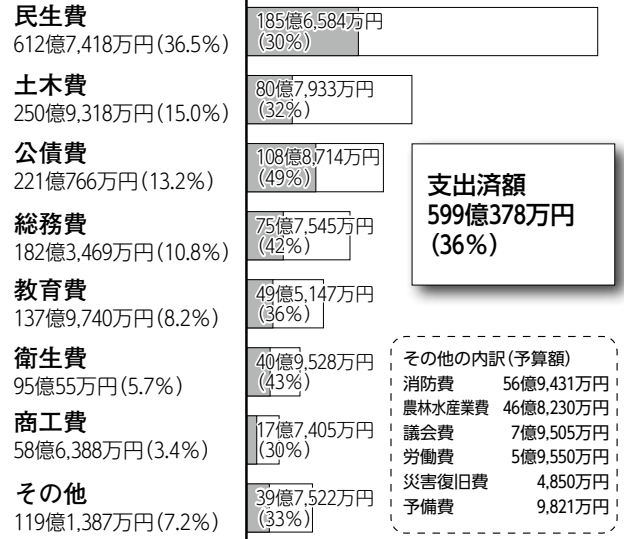 民生費
612億7,418万円(36.5%)
185億6,584万円
(30%)
土木費
250億9,318万円(15.0%)
80億7,933万円
(32%)
公債費
221億766万円(13.2%)
108億8,714万円
(49%)
総務費
182億3,469万円(10.8%)
75億7,545万円
(42%)
教育費
137億9,740万円(8.2%)
49億5,147万円
(36%)
衛生費
95億55万円(5.7%)
40億9,528万円
(43%)
商工費
58億6,388万円(3.4%)
17億7,405万円
(30%)
その他
119億1,387万円(7.2%)
39億7,522万円
(33%)
支出済額
599億378万円
(36%)
その他の内訳(予算額)
消防費 56億9,431万円
農林水産業費 46億8,230万円
議会費 7億9,505万円
労働費 5億9,550万円
災害復旧費 4,850万円
予備費 9,821万円